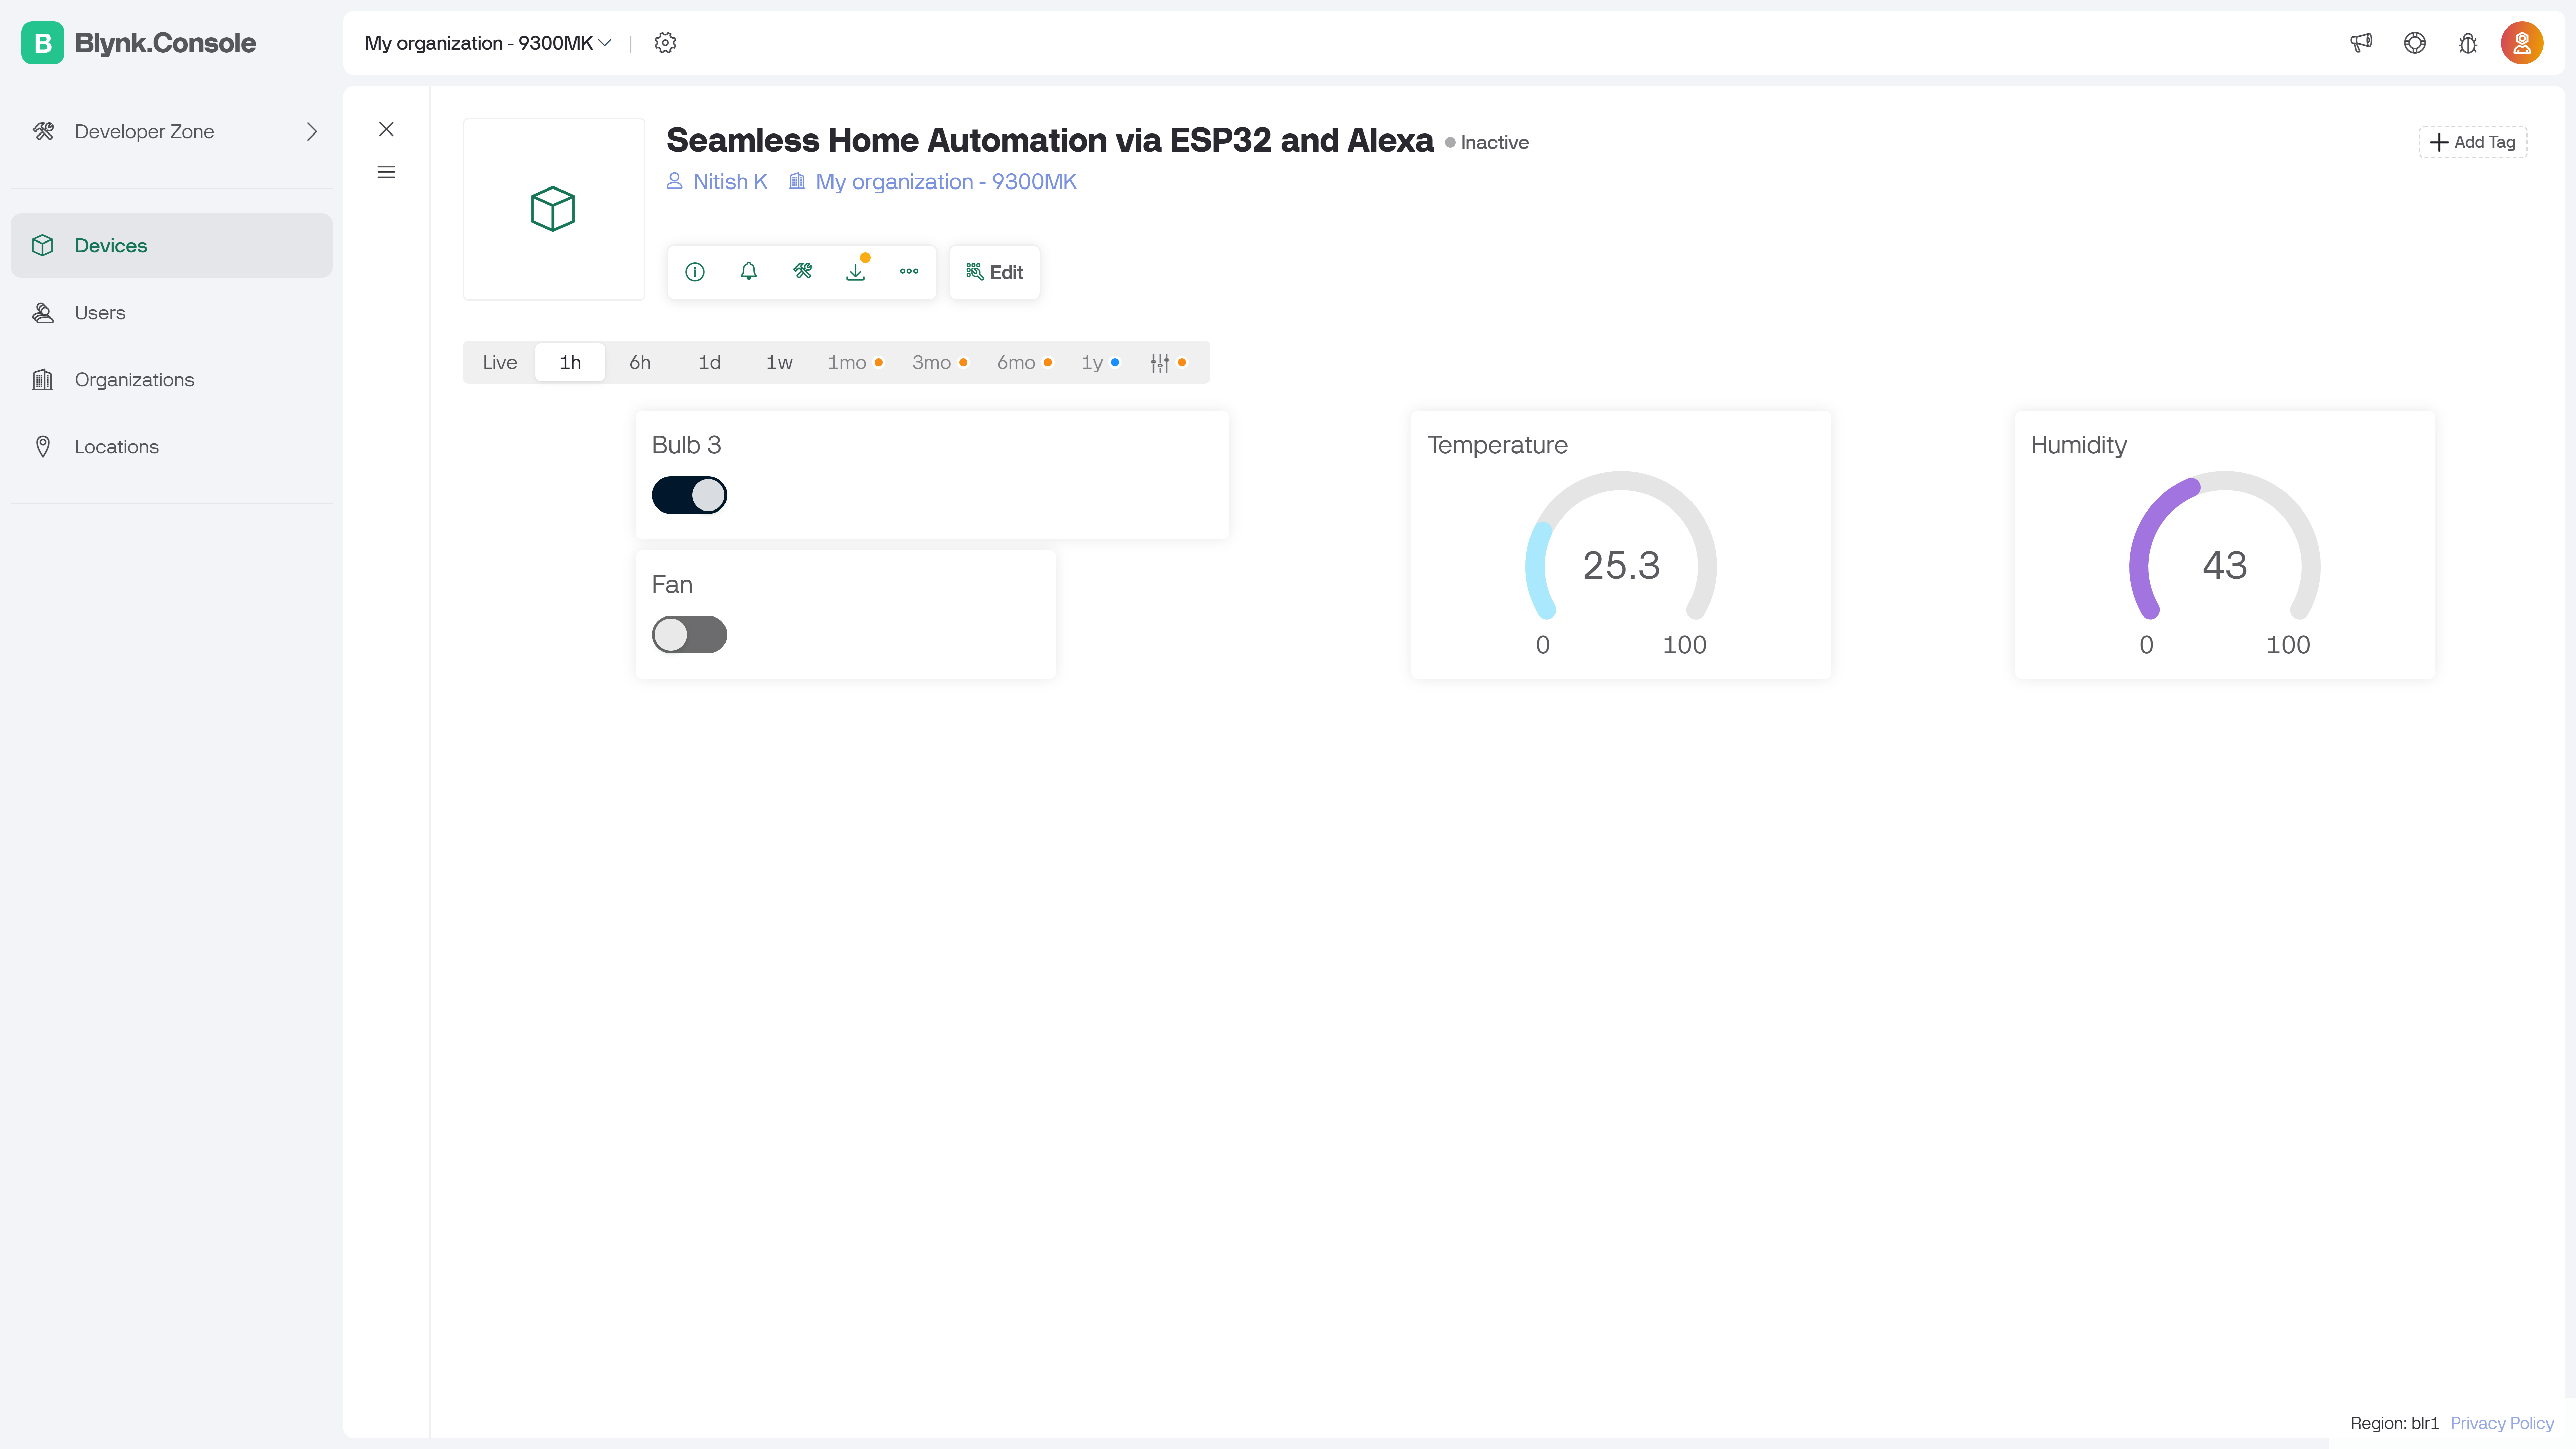 B Blynk.Console
My organization - 9300MK
Developer Zone
Devices
Users
Organizations
Locations
Seamless Home Automation via ESP32 and Alexa Inactive
Add Tag
Nitish K My organization - 9300MK
Edit
Live 1h 6h 1d 1w 1mo 3mo 6mo 1y
Bulb 3
Fan
Temperature
25.3
0 100
Humidity
43
0 100
Region: blr1 Privacy Policy